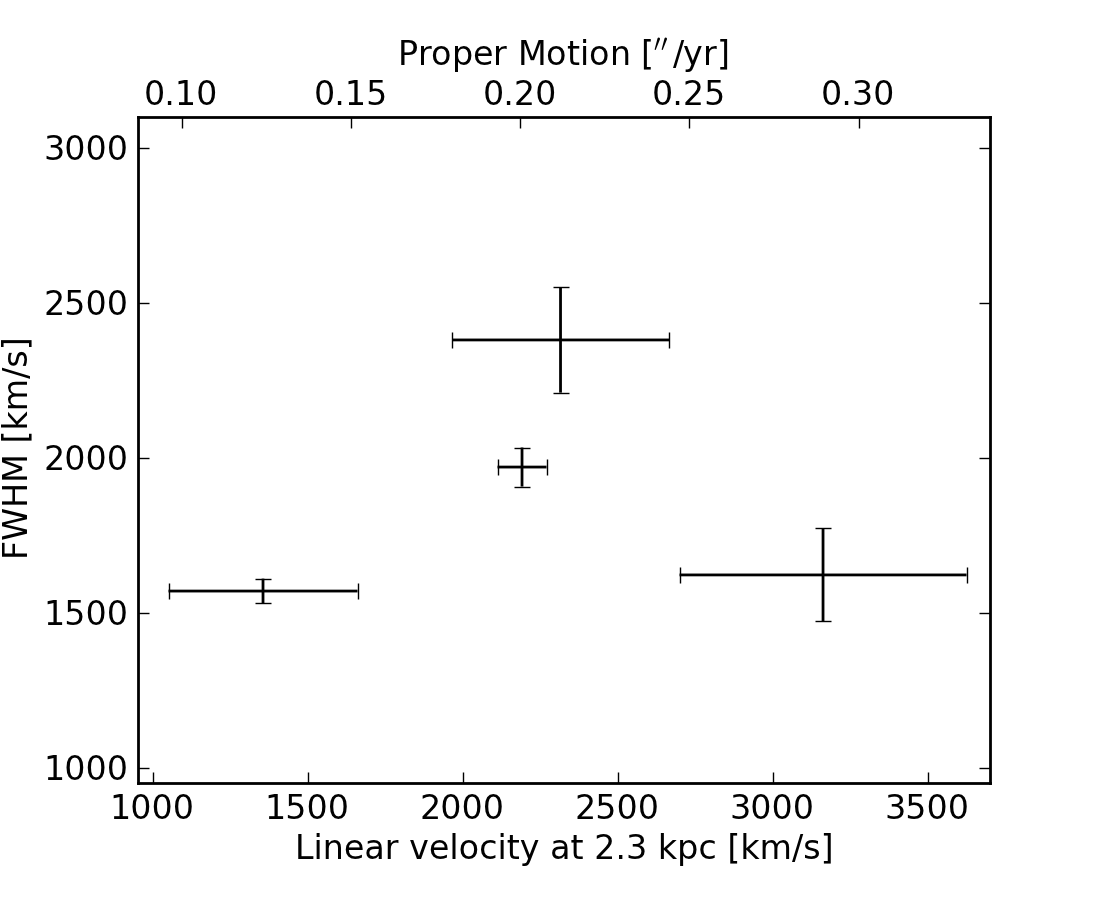 Proper Motion [″/yr]
0.10 0.15 0.20 0.25 0.30
3000
2500
2000
1500
1000
FWHM [km/s]
1000 1500 2000 2500 3000 3500
Linear velocity at 2.3 kpc [km/s]